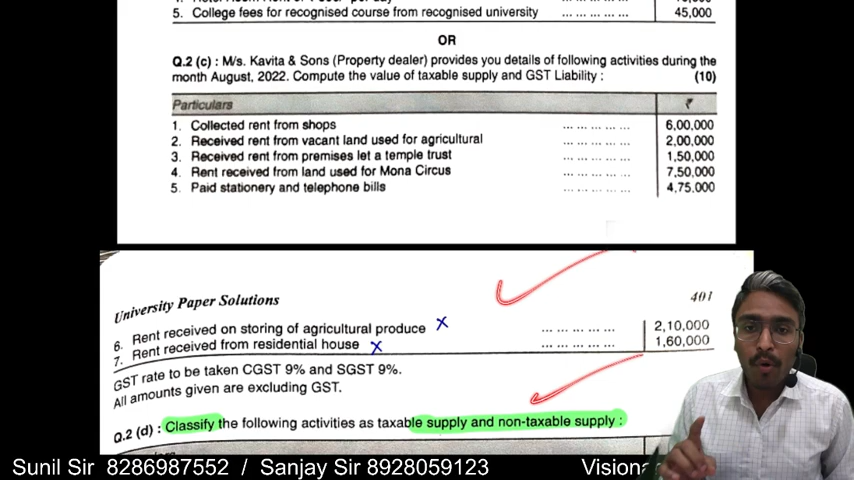 5. College fees for recognised course from recognised university ... ... ... ... ... 45,000
OR
Q.2 (c) : M/s. Kavita & Sons (Property dealer) provides you details of following activities during the
month August, 2022. Compute the value of taxable supply and GST Liability : (10)
Particulars ₹
1. Collected rent from shops ... ... ... ... ... 6,00,000
2. Received rent from vacant land used for agricultural ... ... ... ... ... 2,00,000
3. Received rent from premises let a temple trust ... ... ... ... ... 1,50,000
4. Rent received from land used for Mona Circus ... ... ... ... ... 7,50,000
5. Paid stationery and telephone bills ... ... ... ... ... 4,75,000
University Paper Solutions 401
6. Rent received on storing of agricultural produce x ... ... ... ... ... 2,10,000
7. Rent received from residential house x ... ... ... ... ... 1,60,000
GST rate to be taken CGST 9% and SGST 9%.
All amounts given are excluding GST.
Q.2 (d) : Classify the following activities as taxable supply and non-taxable supply :
Sunil Sir 8286987552 / Sanjay Sir 8928059123